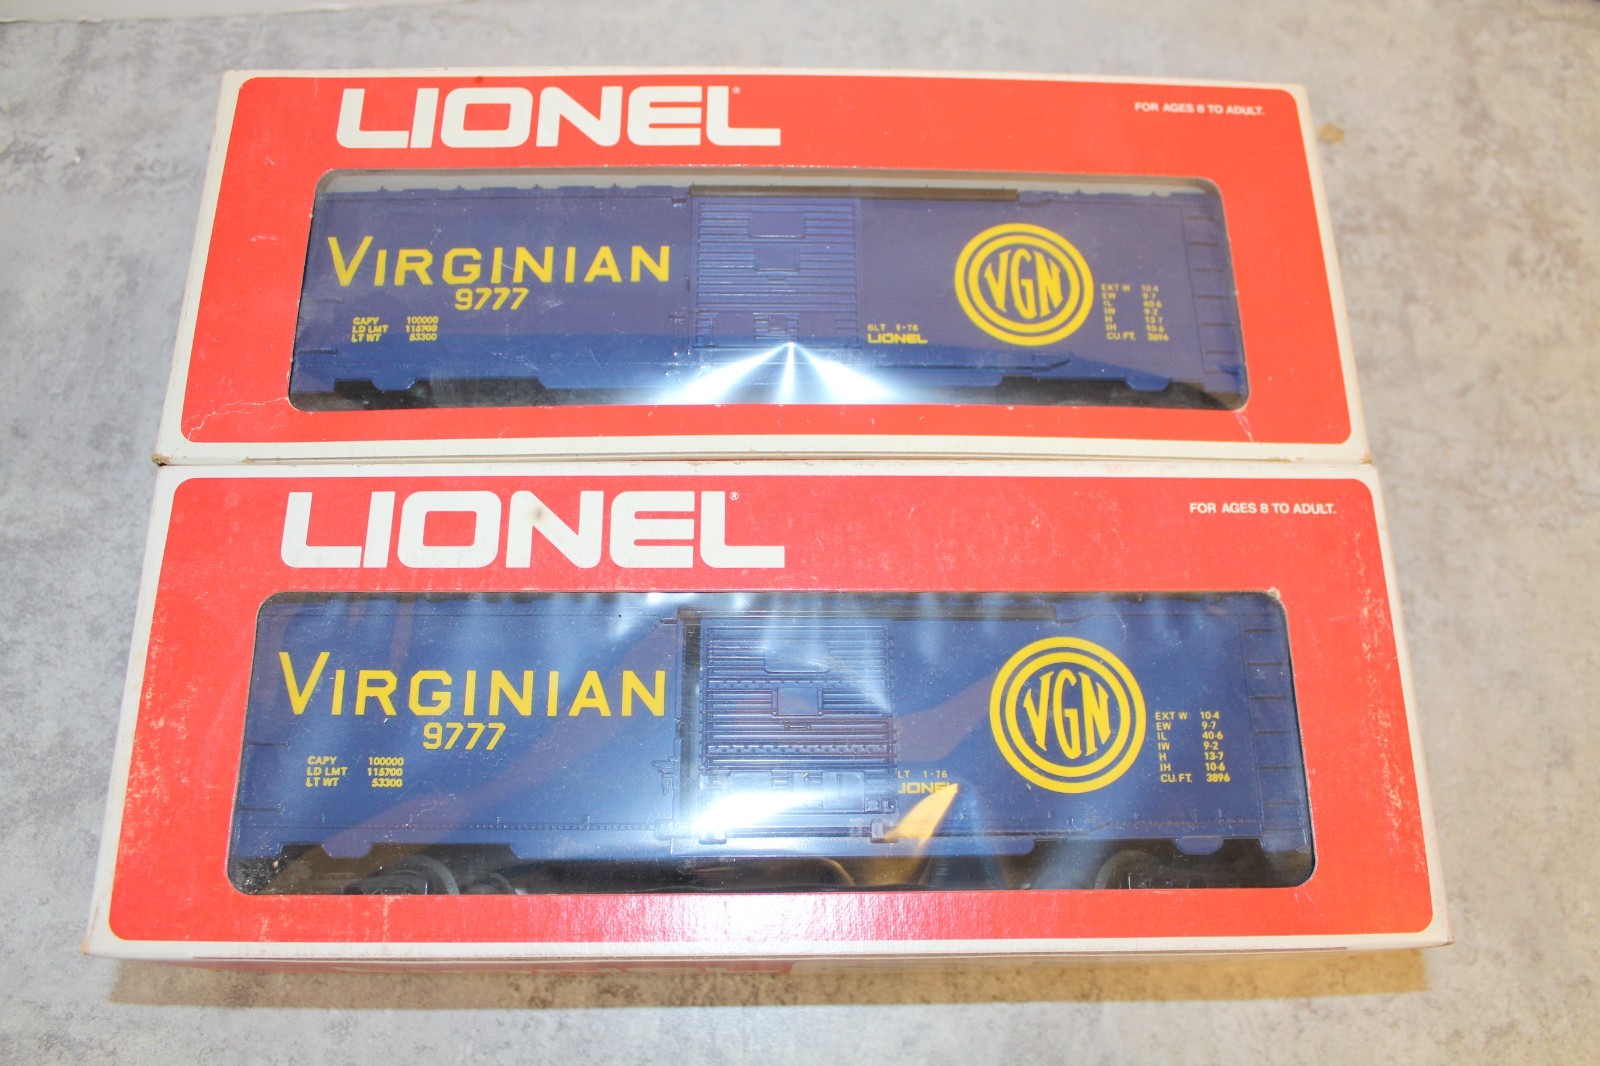 LIONEL®
FOR AGES 8 TO ADULT.
VIRGINIAN
9777
CAPY 100000
LD LMT 115700
LT WT 53300
BLT 1-76
LIONEL
VGN
EXT W 10-4
EW 9-7
IL 40-6
IW 9-2
H 13-7
IH 10-6
CU. FT. 3896
LIONEL®
FOR AGES 8 TO ADULT.
VIRGINIAN
9777
CAPY 100000
LD LMT 115700
LT WT 53300
LT 1-76
LIONEL
VGN
EXT W 10-4
EW 9-7
IL 40-6
IW 9-2
H 13-7
IH 10-6
CU. FT. 3896